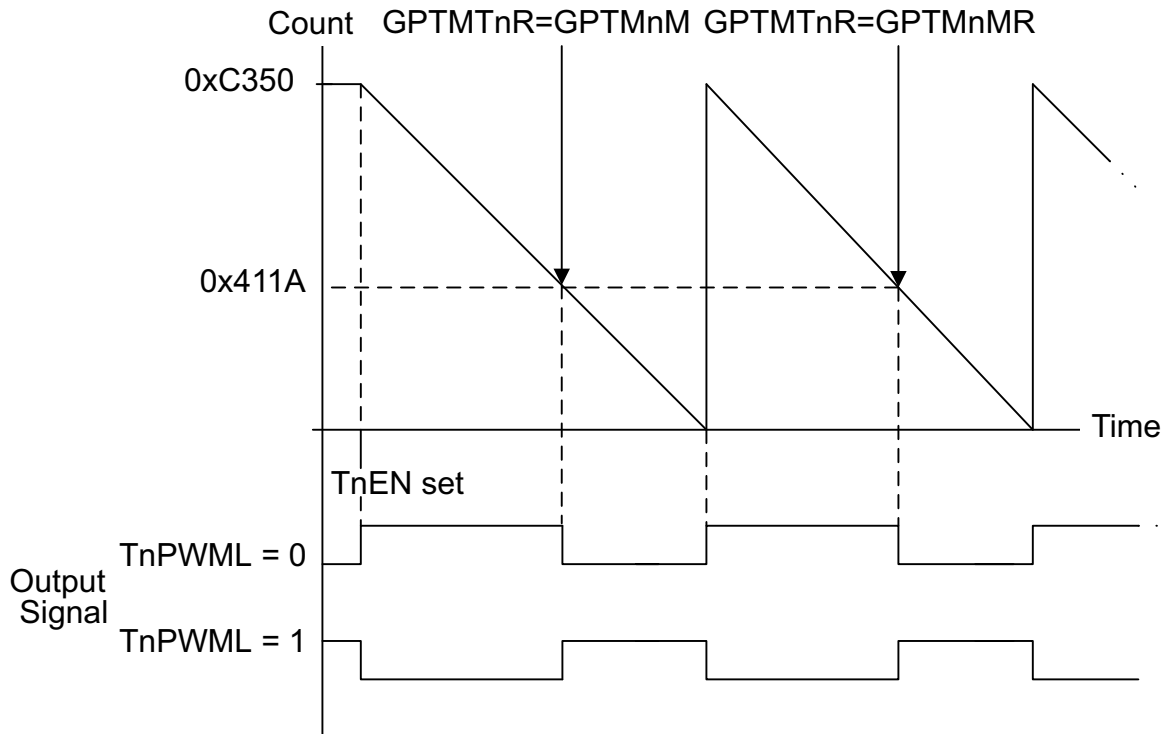 Count GPTMTnR=GPTMnM GPTMTnR=GPTMnMR
0xC350
0x411A
Time
TnEN set
TnPWML = 0
Output
Signal
TnPWML = 1